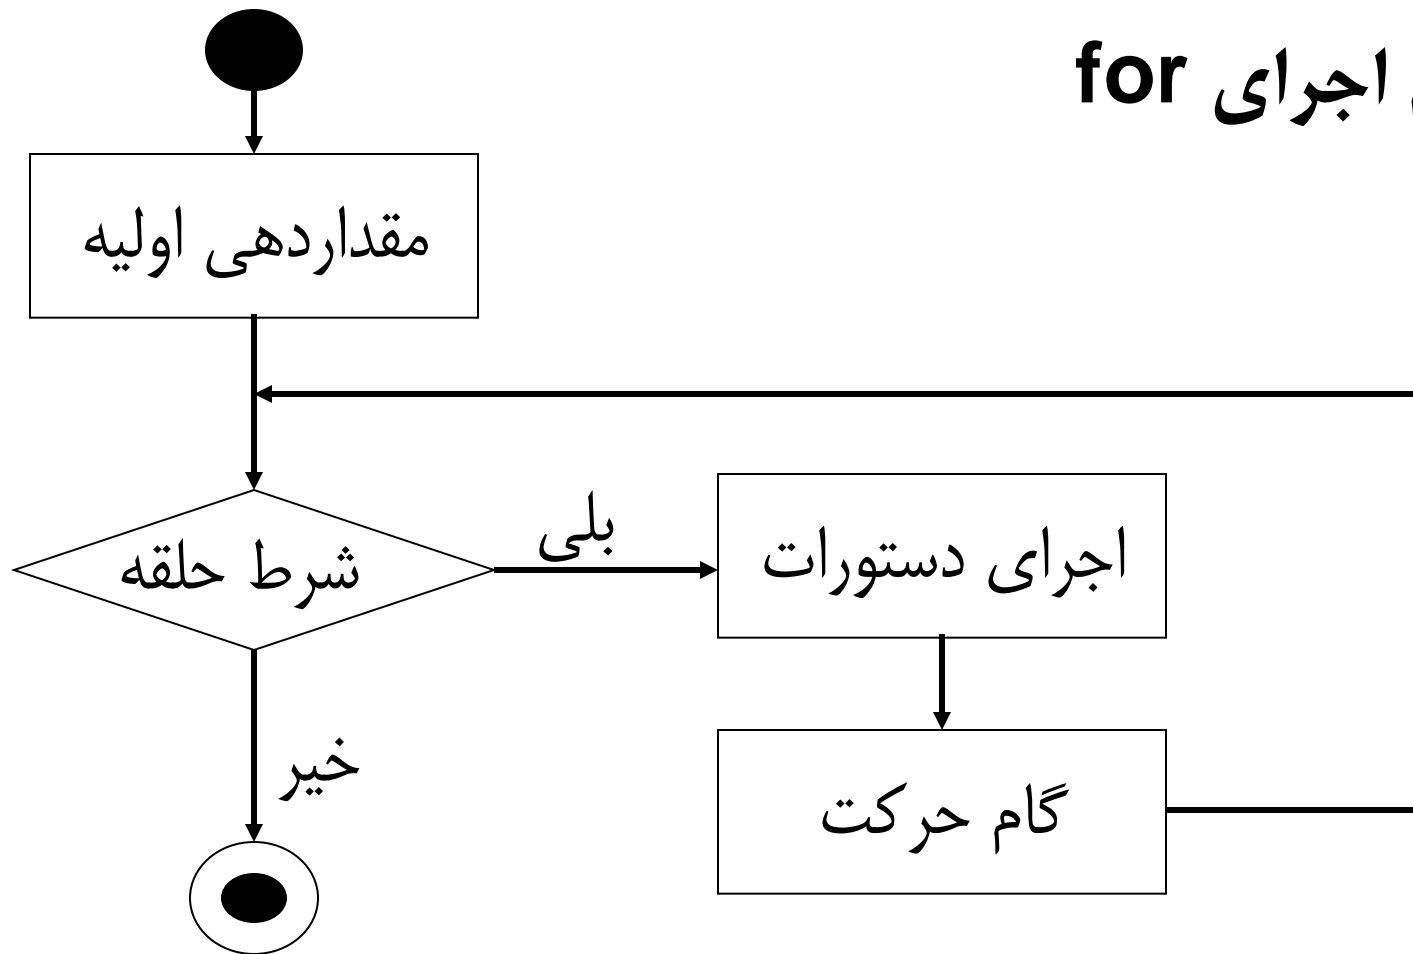 اجرای for
مقداردهی اولیه
شرط حلقه
بلی
اجرای دستورات
گام حرکت
خیر